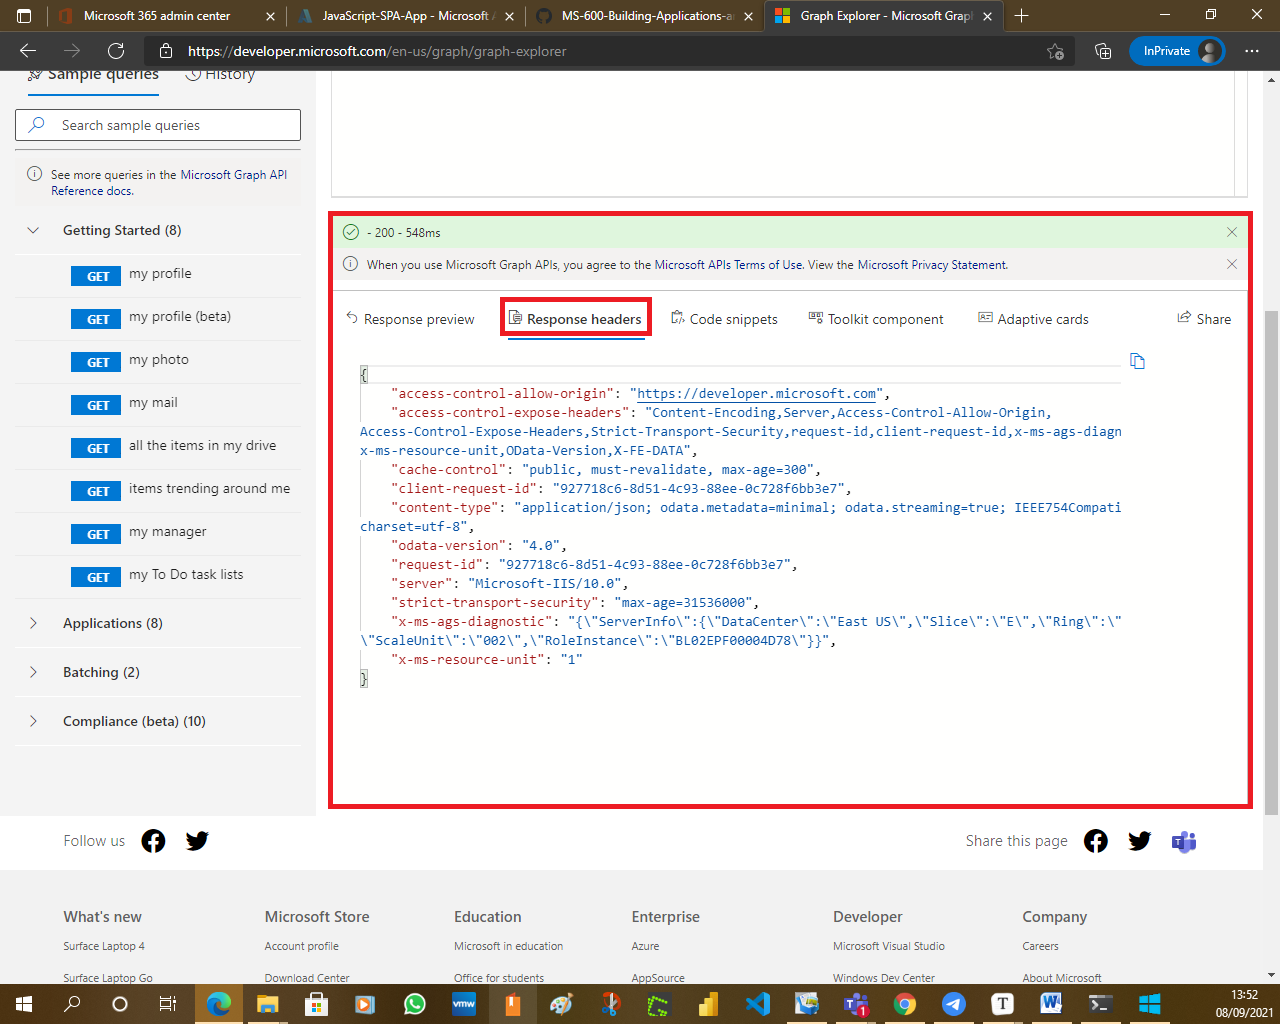 Microsoft 365 admin center
JavaScript-SPA-App - Microsoft A
MS-600-Building-Applications-a
Graph Explorer - Microsoft Grap
https://developer.microsoft.com/en-us/graph/graph-explorer
InPrivate
Sample queries
History
Search sample queries
See more queries in the Microsoft Graph API
Reference docs.
Getting Started (8)
GET my profile
GET my profile (beta)
GET my photo
GET my mail
GET all the items in my drive
GET items trending around me
GET my manager
GET my To Do task lists
Applications (8)
Batching (2)
Compliance (beta) (10)
- 200 - 548ms
When you use Microsoft Graph APIs, you agree to the Microsoft APIs Terms of Use. View the Microsoft Privacy Statement.
Response preview
Response headers
Code snippets
Toolkit component
Adaptive cards
Share
{
"access-control-allow-origin": "https://developer.microsoft.com",
"access-control-expose-headers": "Content-Encoding,Server,Access-Control-Allow-Origin,
Access-Control-Expose-Headers,Strict-Transport-Security,request-id,client-request-id,x-ms-ags-diagn
x-ms-resource-unit,OData-Version,X-FE-DATA",
"cache-control": "public, must-revalidate, max-age=300",
"client-request-id": "927718c6-8d51-4c93-88ee-0c728f6bb3e7",
"content-type": "application/json; odata.metadata=minimal; odata.streaming=true; IEEE754Compati
charset=utf-8",
"odata-version": "4.0",
"request-id": "927718c6-8d51-4c93-88ee-0c728f6bb3e7",
"server": "Microsoft-IIS/10.0",
"strict-transport-security": "max-age=31536000",
"x-ms-ags-diagnostic": "{\"ServerInfo\":{\"DataCenter\":\"East US\",\"Slice\":\"E\",\"Ring\":\"
\"ScaleUnit\":\"002\",\"RoleInstance\":\"BL02EPF00004D78\"}}",
"x-ms-resource-unit": "1"
}
Follow us
Share this page
What's new
Microsoft Store
Education
Enterprise
Developer
Company
Surface Laptop 4
Account profile
Microsoft in education
Azure
Microsoft Visual Studio
Careers
Surface Laptop Go
Download Center
Office for students
AppSource
Windows Dev Center
About Microsoft
vmw
1
T
W
13:52
08/09/2021